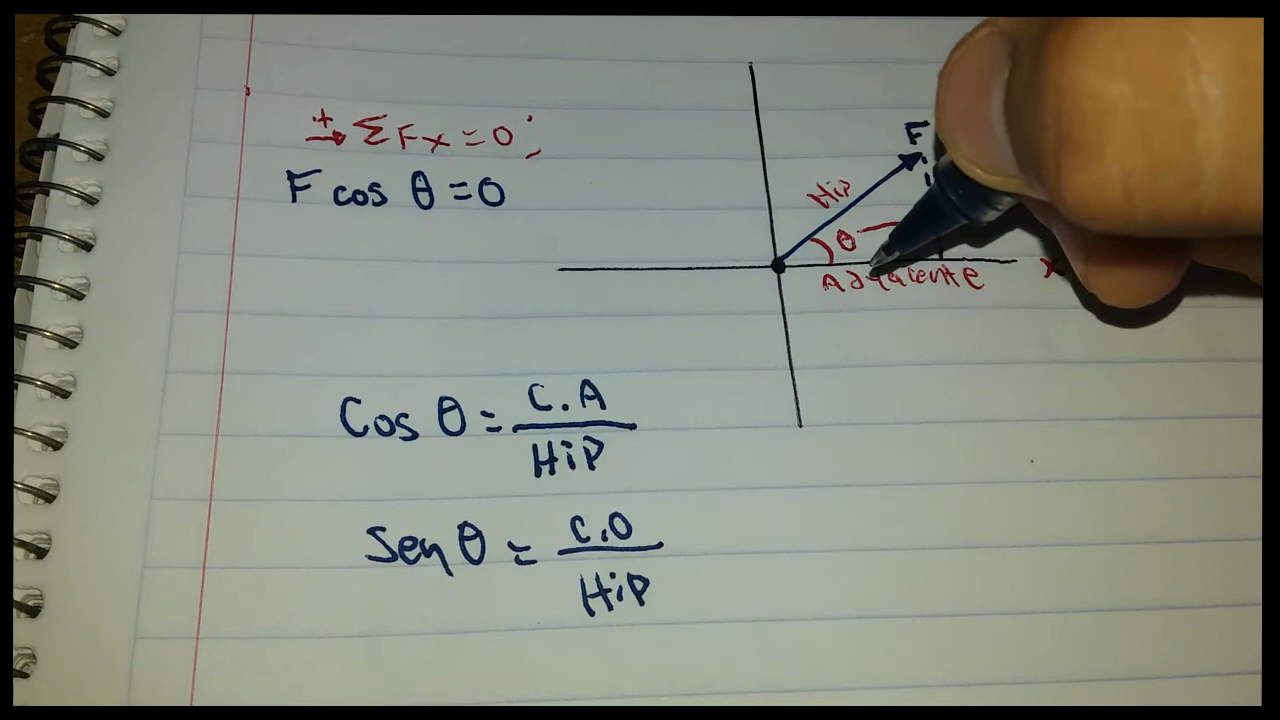 +
→ ΣFx=0;
F cos θ=0
F
Hip
θ
Adyacente
x
Cos θ = C.A / Hip
Sen θ = C.O / Hip